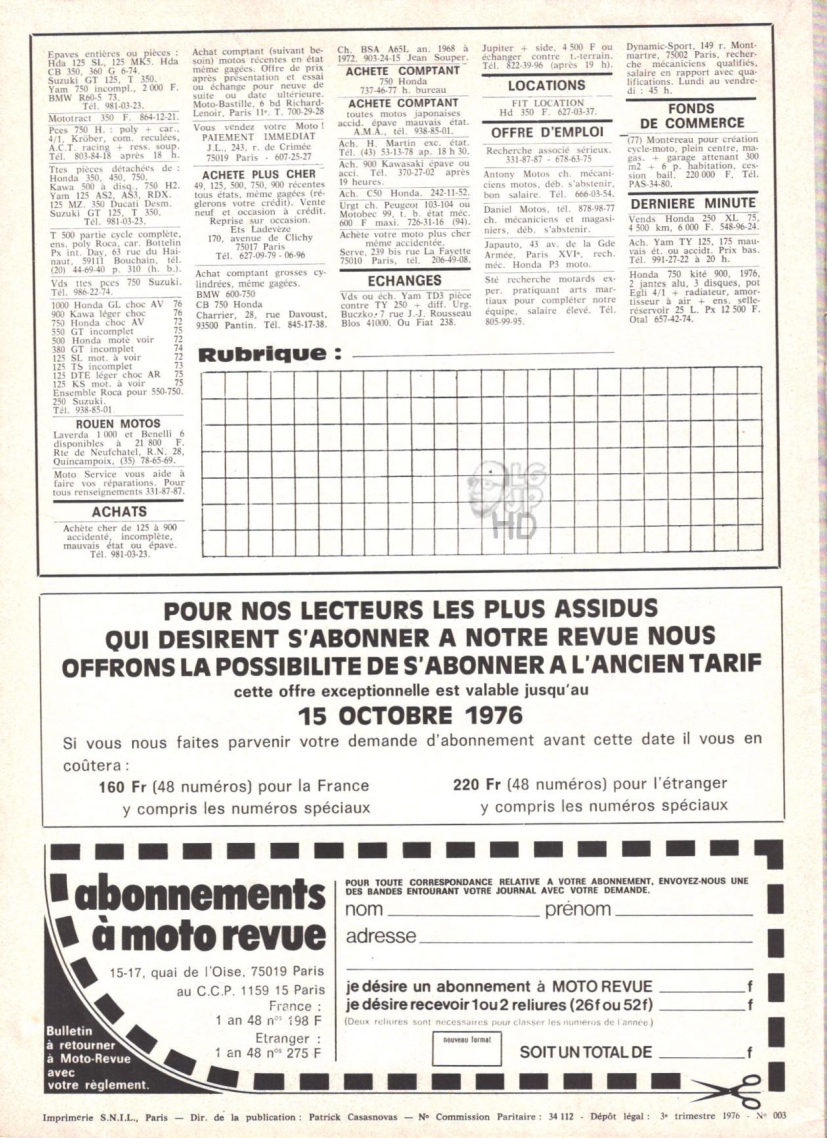 Epaves entières ou pièces :
Hda 125 SL, 125 MK5. Hda
CB 350, 360 G 6-74.
Suzuki GT 125, T 350.
Yam 750 incompl., 2 000 F.
BMW R60-5 73.
Tél. 981-03-23.
Mototract 350 F. 864-12-21.
Pces 750 H. : poly + car.,
4/1, Kröber, com. reculées,
A.C.T. racing + ress. soup.
Tél. 803-84-18 après 18 h.
Ttes pièces détachées de :
Honda 350, 450, 750.
Kawa 500 à disq., 750 H2.
Yam 125 AS2, AS3, RDX.
125 MZ. 350 Ducati Desm.
Suzuki GT 125, T 350.
Tél. 981-03-23.
T 500 partie cycle complète,
ens. poly Roca, car. Bottelin
Px int. Day, 63 rue du Hai-
naut, 59111 Bouchain, tél.
(20) 44-69-40 p. 310 (h. b.).
Vds ttes pces 750 Suzuki.
Tél. 986-22-74.
1000 Honda GL choc AV 76
900 Kawa léger choc 76
750 Honda choc AV 72
550 GT incomplet 75
500 Honda moté voir 72
380 GT incomplet 74
125 SL mot. à voir 72
125 TS incomplet 73
125 DTE léger choc AR 75
125 KS mot. à voir 75
Ensemble Roca pour 550-750.
250 Suzuki.
Tél. 938-85-01
ROUEN MOTOS
Laverda 1 000 et Benelli 6
disponibles à 21 800 F.
Rte de Neufchatel, R.N. 28,
Quincampoix, (35) 78-65-69.
Moto Service vous aide à
faire vos réparations. Pour
tous renseignements 331-87-87.
ACHATS
Achète cher de 125 à 900
accidenté, incomplète,
mauvais état ou épave.
Tél. 981-03-23.
Achat comptant (suivant be-
soin) motos récentes en état
même gagées. Offre de prix
après présentation et essai
ou échange pour neuve de
suite ou date ulterieure.
Moto-Bastille, 6 bd Richard-
Lenoir, Paris 11e. T. 700-29-28
Vous vendez votre Moto !
PAIEMENT IMMEDIAT
J.L., 243, r. de Crimée
75019 Paris - 607-25-27
ACHETE PLUS CHER
49, 125, 500, 750, 900 récentes
tous états, même gagées (ré-
glerons votre crédit). Vente
neuf et occasion à crédit.
Reprise sur occasion.
Ets Ladevèze
170, avenue de Clichy
75017 Paris
Tél. 627-09-79 - 06-96
Achat comptant grosses cy-
lindrées, même gagées.
BMW 600-750
CB 750 Honda
Charrier, 28, rue Davoust,
93500 Pantin. Tél. 845-17-38.
Ch. BSA A65L, an. 1968 à
1972. 903-24-15 Jean Souper.
ACHETE COMPTANT
750 Honda
737-46-77 h. bureau
ACHETE COMPTANT
toutes motos japonaises
accid. épave mauvais état.
A.M.A., tél. 938-85-01.
Ach. H. Martin exc. état.
Tél. (43) 53-13-78 ap. 18 h 30.
Ach. 900 Kawasaki épave ou
acci. Tél. 370-27-02 après
19 heures.
Ach. C50 Honda. 242-11-52.
Urgt ch. Peugeot 103-104 ou
Motobec 99, t. b. état méc.
600 F maxi. 726-31-16 (94).
Achète votre moto plus cher
même accidentée.
Serve, 239 bis rue La Fayette
75010 Paris, tél. 206-49-08.
ECHANGES
Vds ou éch. Yam TD3 pièce
contre TY 250 + diff. Urg.
Buczko, 7 rue J.-J. Rousseau
Blos 41000. Ou Fiat 238.
Jupiter + side, 4 500 F ou
échanger contre t.-terrain.
Tél. 822-39-96 (après 19 h).
LOCATIONS
FIT LOCATION
Hd 350 F. 627-03-37.
OFFRE D'EMPLOI
Recherche associé sérieux.
331-87-87 - 678-63-75
Antony Motos ch. mécani-
ciens motos, déb. s'abstenir,
bon salaire. Tél. 666-03-54.
Daniel Motos, tél. 878-98-77
ch. mécaniciens et magasi-
niers, déb. s'abstenir.
Japauto, 43 av. de la Gde
Armée, Paris XVIe, rech.
méc. Honda P3 moto.
Sté recherche motards ex-
per. pratiquant arts mar-
tiaux pour compléter notre
équipe, salaire élevé. Tél.
805-99-95.
Dynamic-Sport, 149 r. Mont-
martre, 75002 Paris, recher-
che mécaniciens qualifiés,
salaire en rapport avec qua-
lifications. Lundi au vendre-
di : 45 h.
FONDS
DE COMMERCE
(77) Montereau pour création
cycle-moto, plein centre, ma-
gas. + garage attenant 300
m2 + 6 p. habitation, ces-
sion bail. 220 000 F. Tél.
PAS-34-80.
DERNIERE MINUTE
Vends Honda 250 XL 75,
4 500 km, 6 000 F. 548-96-24.
Ach. Yam TY 125, 175 mau-
vais ét. ou accidt. Prix bas.
Tél. 991-27-22 à 20 h.
Honda 750 kité 900, 1976,
2 jantes alu, 3 disques, pot
Egli 4/1 + radiateur, amor-
tisseur à air + ens. selle-
réservoir 25 L. Px 12 500 F.
Otal 657-42-74.
Rubrique :
LG
JP
HD
POUR NOS LECTEURS LES PLUS ASSIDUS
QUI DESIRENT S'ABONNER A NOTRE REVUE NOUS
OFFRONS LA POSSIBILITE DE S'ABONNER A L'ANCIEN TARIF
cette offre exceptionnelle est valable jusqu'au
15 OCTOBRE 1976
Si vous nous faites parvenir votre demande d'abonnement avant cette date il vous en
coûtera :
160 Fr (48 numéros) pour la France
y compris les numéros spéciaux
220 Fr (48 numéros) pour l'étranger
y compris les numéros spéciaux
abonnements
à moto revue
15-17, quai de l'Oise, 75019 Paris
au C.C.P. 1159 15 Paris
France :
1 an 48 nos 198 F
Etranger :
1 an 48 nos 275 F
Bulletin
à retourner
à Moto-Revue
avec
votre règlement.
POUR TOUTE CORRESPONDANCE RELATIVE A VOTRE ABONNEMENT, ENVOYEZ-NOUS UNE
DES BANDES ENTOURANT VOTRE JOURNAL AVEC VOTRE DEMANDE.
nom prénom
adresse
je désire un abonnement à MOTO REVUE f
je désire recevoir 1 ou 2 reliures (26 f ou 52 f) f
(Deux reliures sont necessaires pour classer les numéros de l'année.)
nouveau format
SOIT UN TOTAL DE f
Imprimerie S.N.I.L., Paris — Dir. de la publication : Patrick Casasnovas — No Commission Paritaire : 34 112 - Dépôt légal : 3e trimestre 1976 - No 003